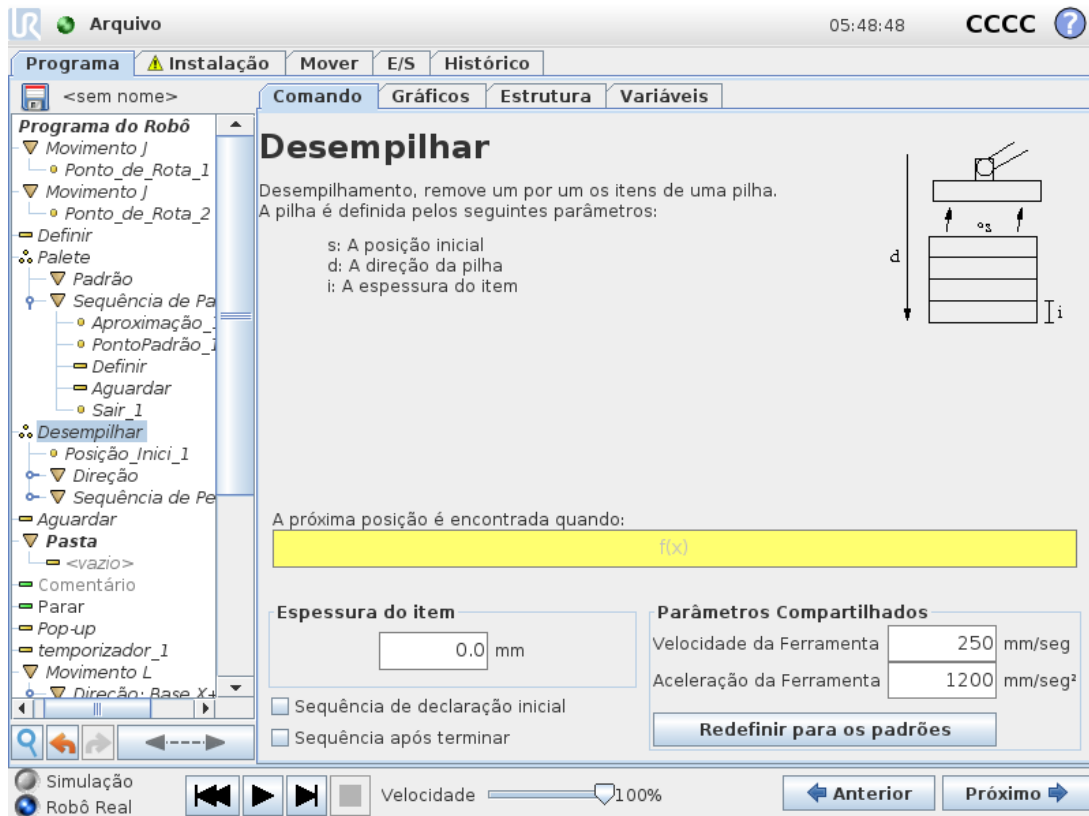 UR
Arquivo
05:48:48
CCCC
?
Programa
Instalação
Mover
E/S
Histórico
<sem nome>
Comando
Gráficos
Estrutura
Variáveis
Programa do Robô
Movimento J
Ponto_de_Rota_1
Movimento J
Ponto_de_Rota_2
Definir
Palete
Padrão
Sequência de Pa
Aproximação_1
PontoPadrão_1
Definir
Aguardar
Sair_1
Desempilhar
Posição_Inici_1
Direção
Sequência de Pe
Aguardar
Pasta
<vazio>
Comentário
Parar
Pop-up
temporizador_1
Movimento L
Direção: Base X+
Desempilhar
Desempilhamento, remove um por um os itens de uma pilha.
A pilha é definida pelos seguintes parâmetros:
s: A posição inicial
d: A direção da pilha
i: A espessura do item
s
d
i
A próxima posição é encontrada quando:
f(x)
Espessura do item
0.0 mm
Sequência de declaração inicial
Sequência após terminar
Parâmetros Compartilhados
Velocidade da Ferramenta 250 mm/seg
Aceleração da Ferramenta 1200 mm/seg²
Redefinir para os padrões
Simulação
Robô Real
Velocidade 100%
Anterior
Próximo